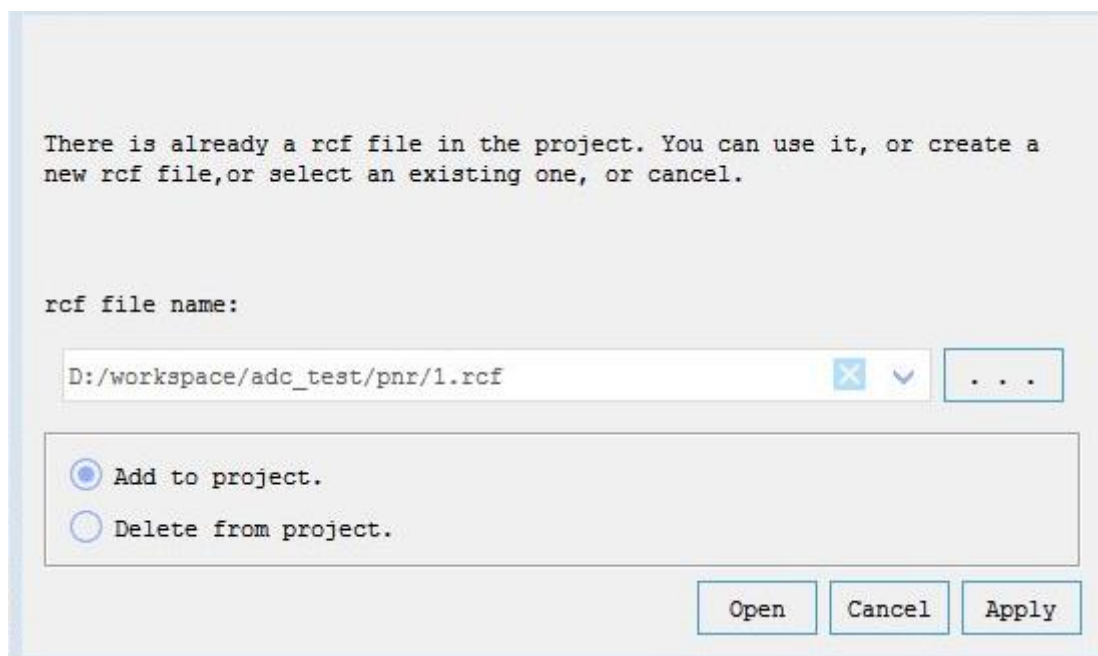 There is already a rcf file in the project. You can use it, or create a
new rcf file,or select an existing one, or cancel.
rcf file name:
D:/workspace/adc_test/pnr/1.rcf
. . .
Add to project.
Delete from project.
Open Cancel Apply